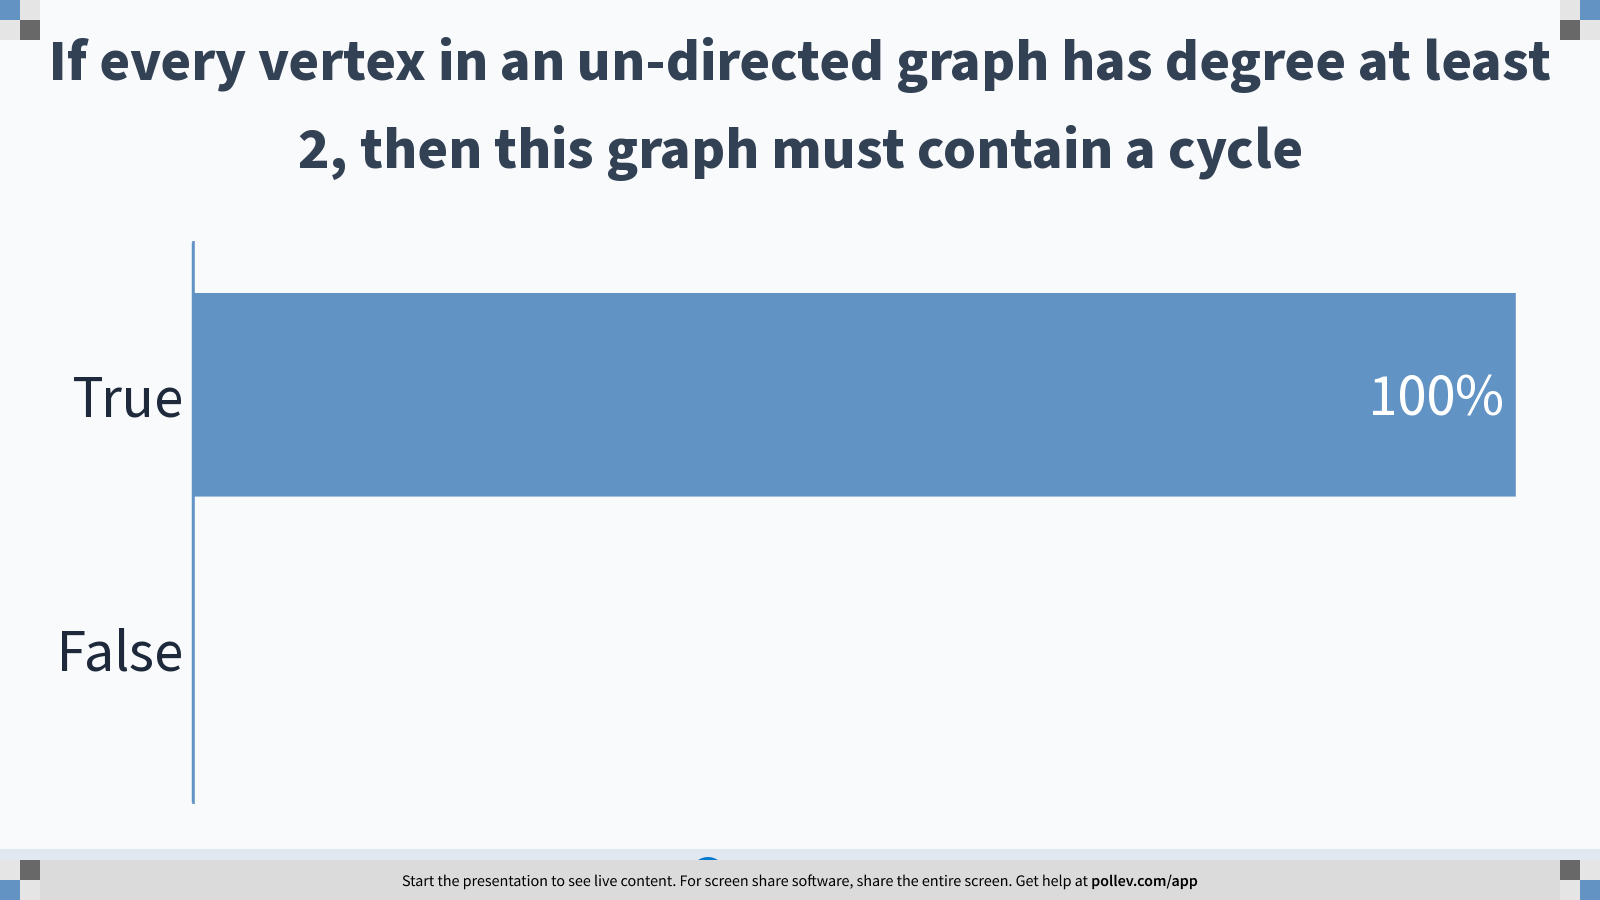 If every vertex in an un-directed graph has degree at least
2, then this graph must contain a cycle
True
100%
False
Start the presentation to see live content. For screen share software, share the entire screen. Get help at pollev.com/app